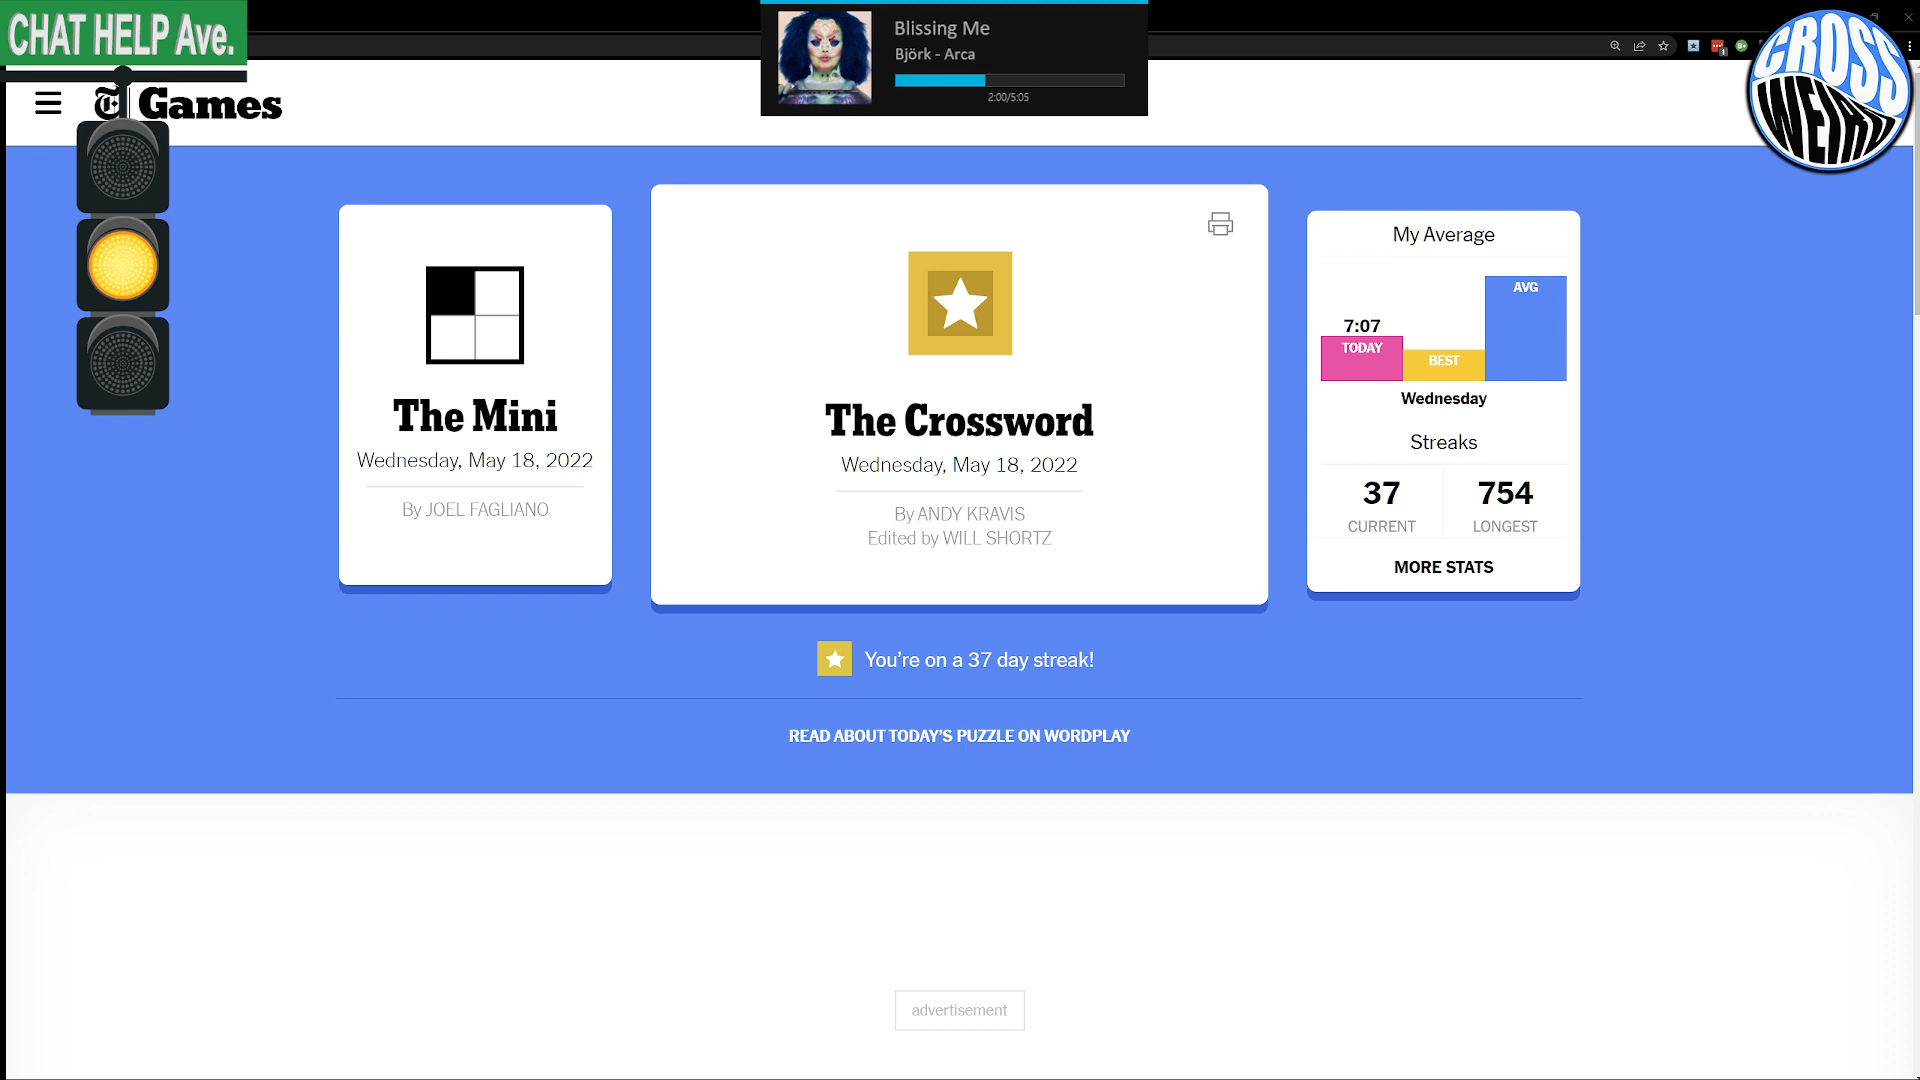 CHAT HELP Ave.
Blissing Me
Björk - Arca
2:00/5:05
CROSS
WEIRD
T Games
The Mini
Wednesday, May 18, 2022
By JOEL FAGLIANO
The Crossword
Wednesday, May 18, 2022
By ANDY KRAVIS
Edited by WILL SHORTZ
My Average
7:07
TODAY
BEST
AVG
Wednesday
Streaks
37
CURRENT
754
LONGEST
MORE STATS
You’re on a 37 day streak!
READ ABOUT TODAY’S PUZZLE ON WORDPLAY
advertisement